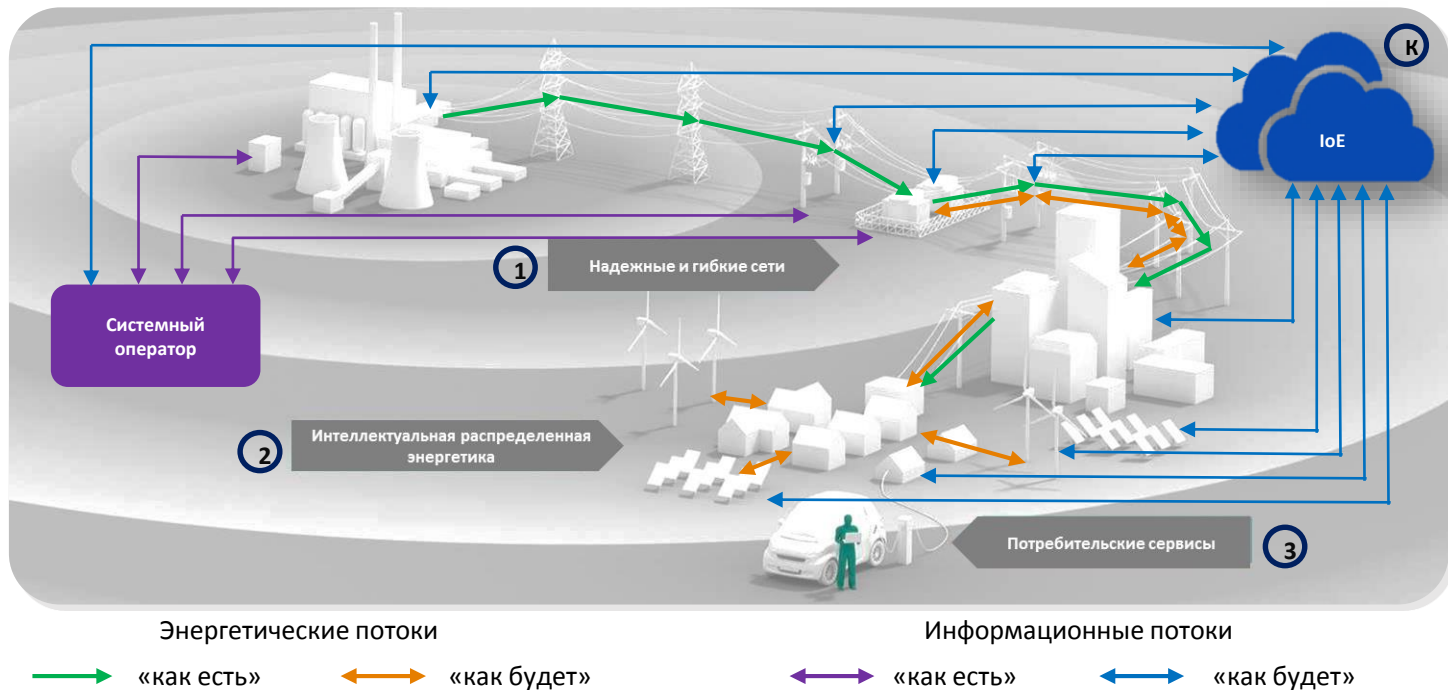 К
IoE
1
Надежные и гибкие сети
Системный
оператор
2
Интеллектуальная распределенная
энергетика
Потребительские сервисы
3
Энергетические потоки
Информационные потоки
«как есть»
«как будет»
«как есть»
«как будет»